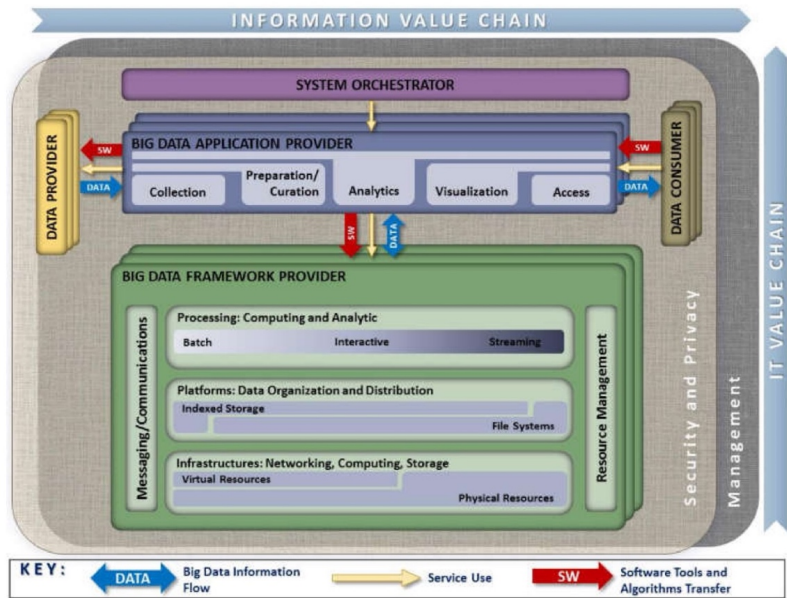 INFORMATION VALUE CHAIN
SYSTEM ORCHESTRATOR
DATA PROVIDER
SW
DATA
BIG DATA APPLICATION PROVIDER
Collection
Preparation/
Curation
Analytics
Visualization
Access
SW
DATA
DATA CONSUMER
SW
DATA
BIG DATA FRAMEWORK PROVIDER
Messaging/Communications
Processing: Computing and Analytic
Batch
Interactive
Streaming
Platforms: Data Organization and Distribution
Indexed Storage
File Systems
Infrastructures: Networking, Computing, Storage
Virtual Resources
Physical Resources
Resource Management
Security and Privacy
Management
IT VALUE CHAIN
KEY:
DATA
Big Data Information
Flow
Service Use
SW
Software Tools and
Algorithms Transfer